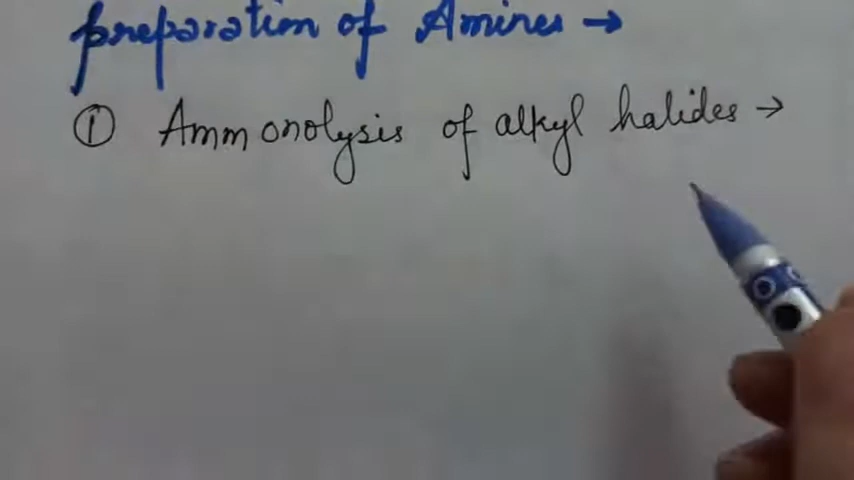 preparation of Amines →
① Ammonolysis of alkyl halides →